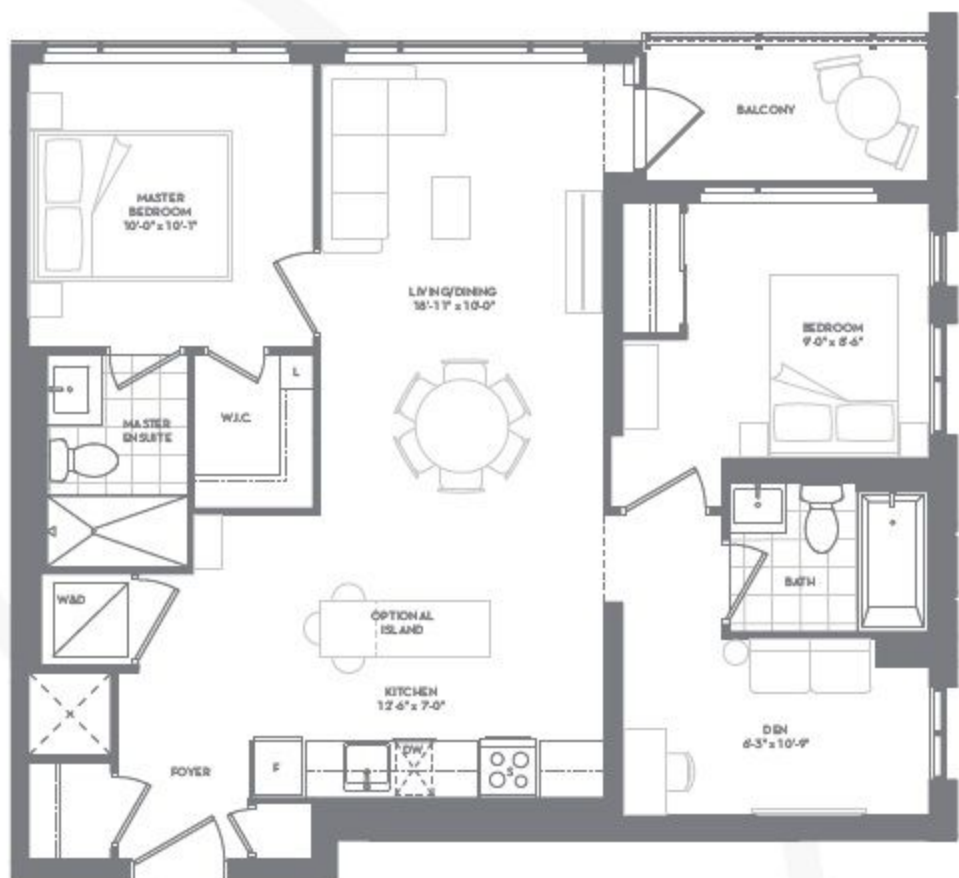 BALCONY
MASTER
BEDROOM
10'-0" x 10'-1"
LIVING/DINING
18'-11" x 10'-0"
BEDROOM
9'-0" x 8'-6"
L
W.I.C.
MASTER
ENSUITE
W&D
BATH
OPTIONAL
ISLAND
KITCHEN
12'-6" x 7'-0"
DEN
6'-3" x 10'-9"
FOYER
F
DW
S
X